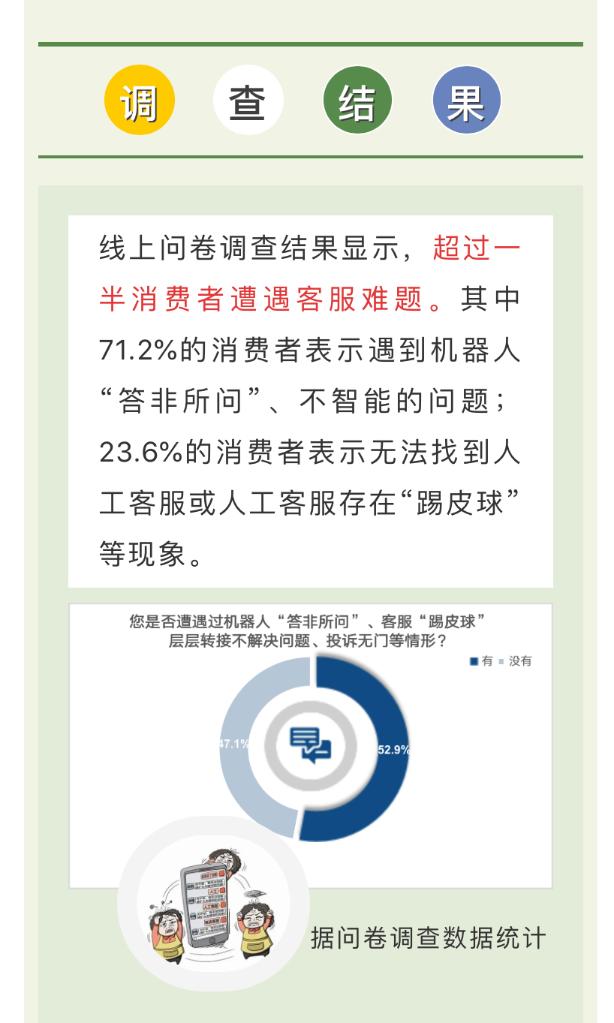 调 查 结 果
线上问卷调查结果显示，超过一
半消费者遭遇客服难题。其中
71.2%的消费者表示遇到机器人
“答非所问”、不智能的问题；
23.6%的消费者表示无法找到人
工客服或人工客服存在“踢皮球”
等现象。
您是否遭遇过机器人“答非所问”、客服“踢皮球”
层层转接不解决问题、投诉无门等情形？
有 没有
47.1%
52.9%
据问卷调查数据统计